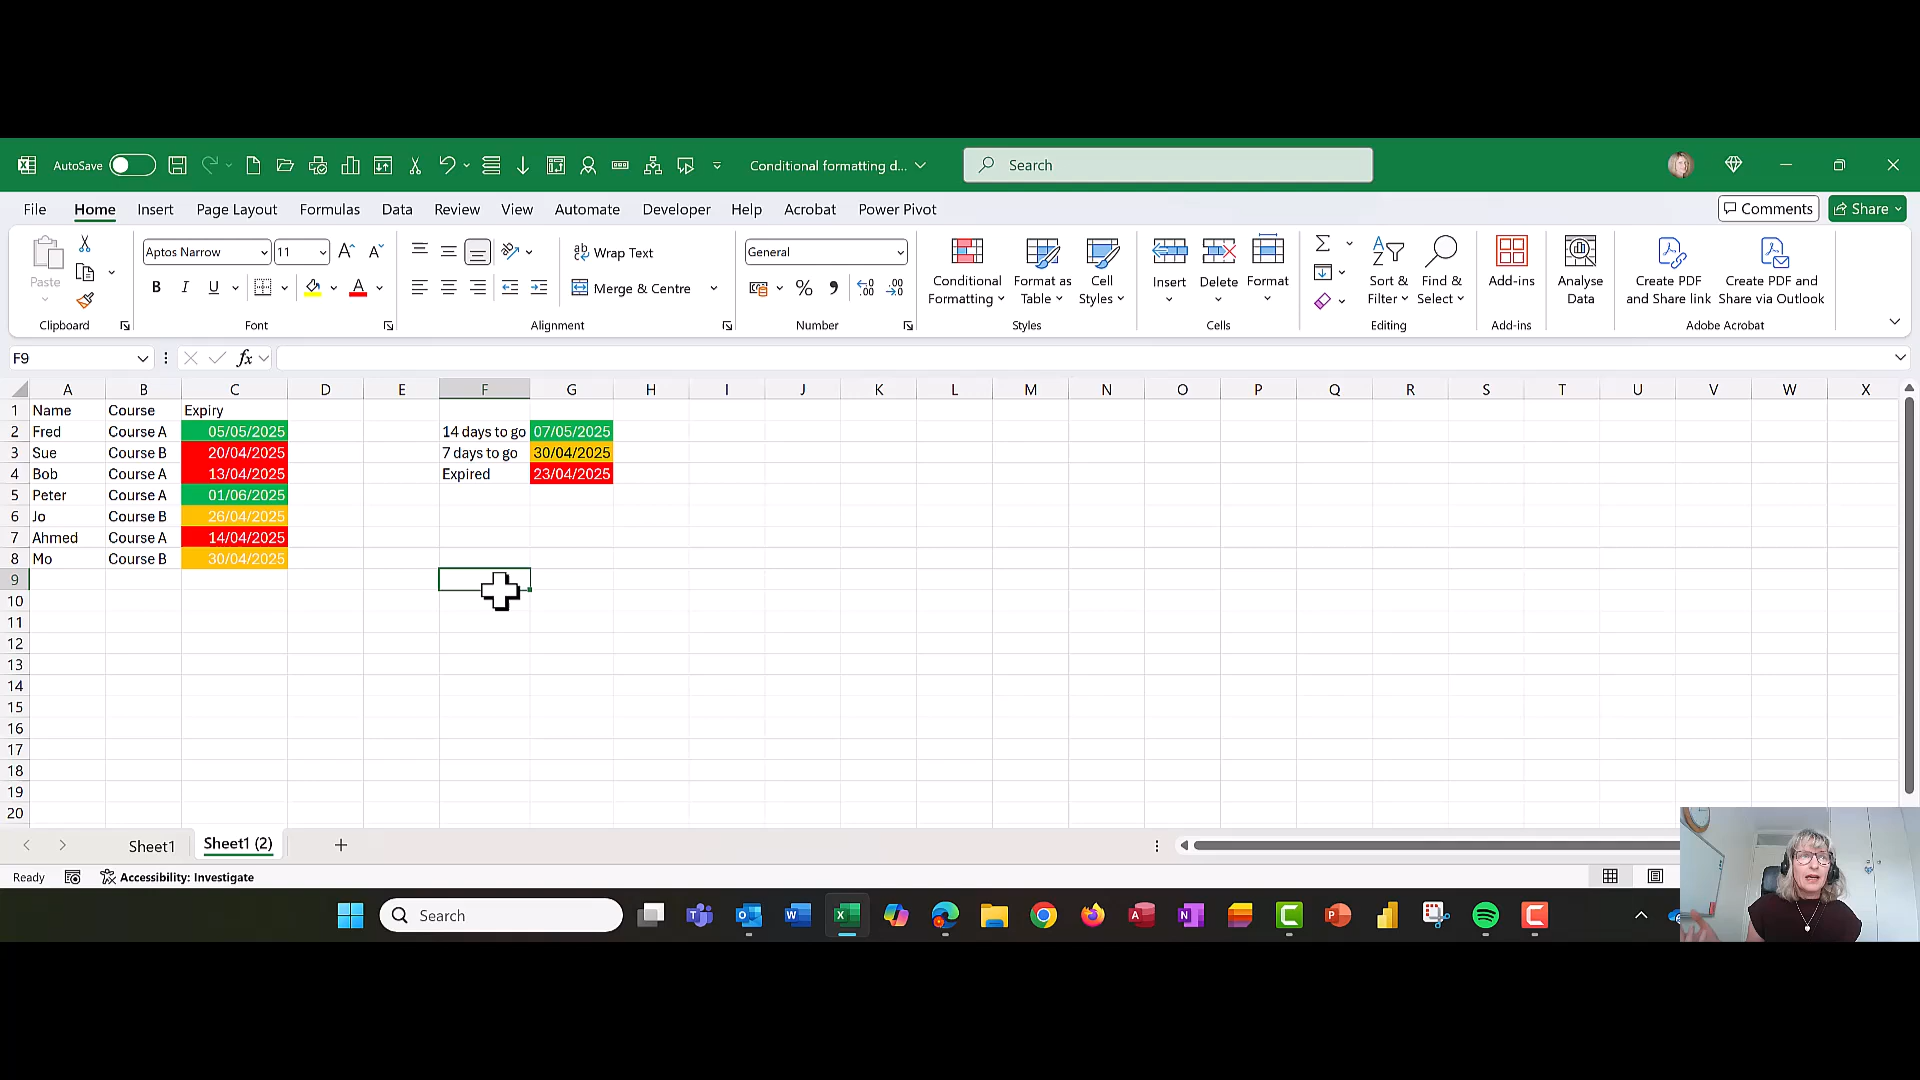 AutoSave
Conditional formatting d...
Search
File Home Insert Page Layout Formulas Data Review View Automate Developer Help Acrobat Power Pivot
Comments
Share
Paste
Clipboard
Aptos Narrow 11
B I U
Font
Wrap Text
Merge & Centre
Alignment
General
Number
Conditional Formatting
Format as Table
Cell Styles
Styles
Insert
Delete
Format
Cells
Sort & Filter
Find & Select
Editing
Add-ins
Add-ins
Analyse Data
Create PDF and Share link
Create PDF and Share via Outlook
Adobe Acrobat
F9
fx
A B C D E F G H I J K L M N O P Q R S T U V W X
1 Name Course Expiry
2 Fred Course A 05/05/2025 14 days to go 07/05/2025
3 Sue Course B 20/04/2025 7 days to go 30/04/2025
4 Bob Course A 13/04/2025 Expired 23/04/2025
5 Peter Course A 01/06/2025
6 Jo Course B 26/04/2025
7 Ahmed Course A 14/04/2025
8 Mo Course B 30/04/2025
9
10
11
12
13
14
15
16
17
18
19
20
Sheet1 Sheet1 (2)
Ready
Accessibility: Investigate
Search